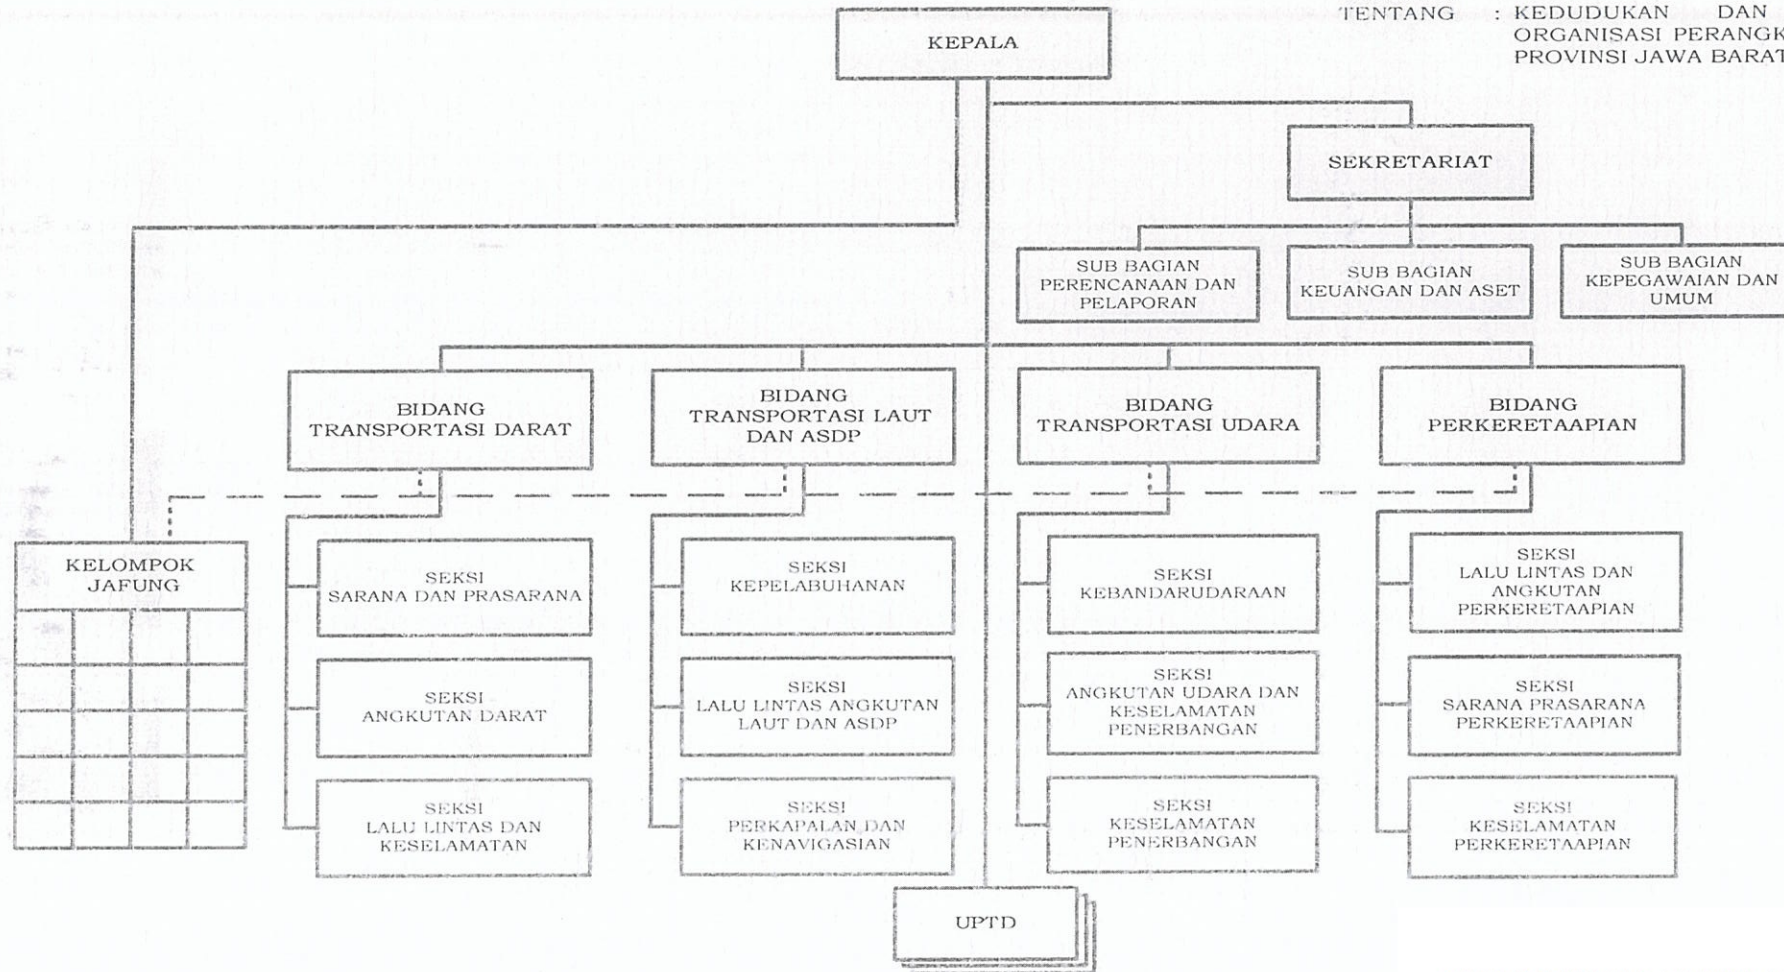 TENTANG : KEDUDUKAN DAN
ORGANISASI PERANGK
PROVINSI JAWA BARAT
KEPALA
SEKRETARIAT
SUB BAGIAN
PERENCANAAN DAN
PELAPORAN
SUB BAGIAN
KEUANGAN DAN ASET
SUB BAGIAN
KEPEGAWAIAN DAN
UMUM
BIDANG
TRANSPORTASI DARAT
BIDANG
TRANSPORTASI LAUT
DAN ASDP
BIDANG
TRANSPORTASI UDARA
BIDANG
PERKERETAAPIAN
KELOMPOK
JAFUNG
SEKSI
SARANA DAN PRASARANA
SEKSI
ANGKUTAN DARAT
SEKSI
LALU LINTAS DAN
KESELAMATAN
SEKSI
KEPELABUHANAN
SEKSI
LALU LINTAS ANGKUTAN
LAUT DAN ASDP
SEKSI
PERKAPALAN DAN
KENAVIGASIAN
SEKSI
KEBANDARUDARAAN
SEKSI
ANGKUTAN UDARA DAN
KESELAMATAN
PENERBANGAN
SEKSI
KESELAMATAN
PENERBANGAN
SEKSI
LALU LINTAS DAN
ANGKUTAN
PERKERETAAPIAN
SEKSI
SARANA PRASARANA
PERKERETAAPIAN
SEKSI
KESELAMATAN
PERKERETAAPIAN
UPTD